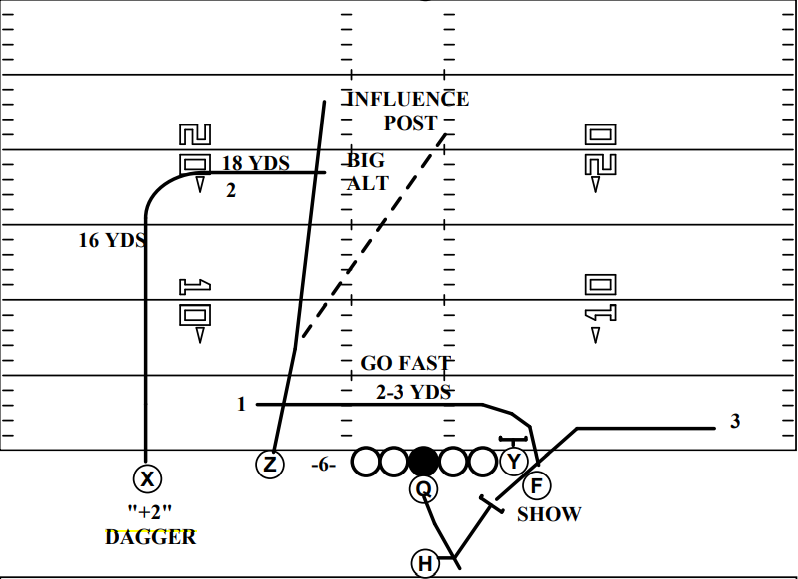 INFLUENCE
POST
20
18 YDS
BIG
ALT
20
2
16 YDS
10
10
GO FAST
2-3 YDS
1
3
X
Z
-6-
Y
Q
F
"+2"
DAGGER
SHOW
H